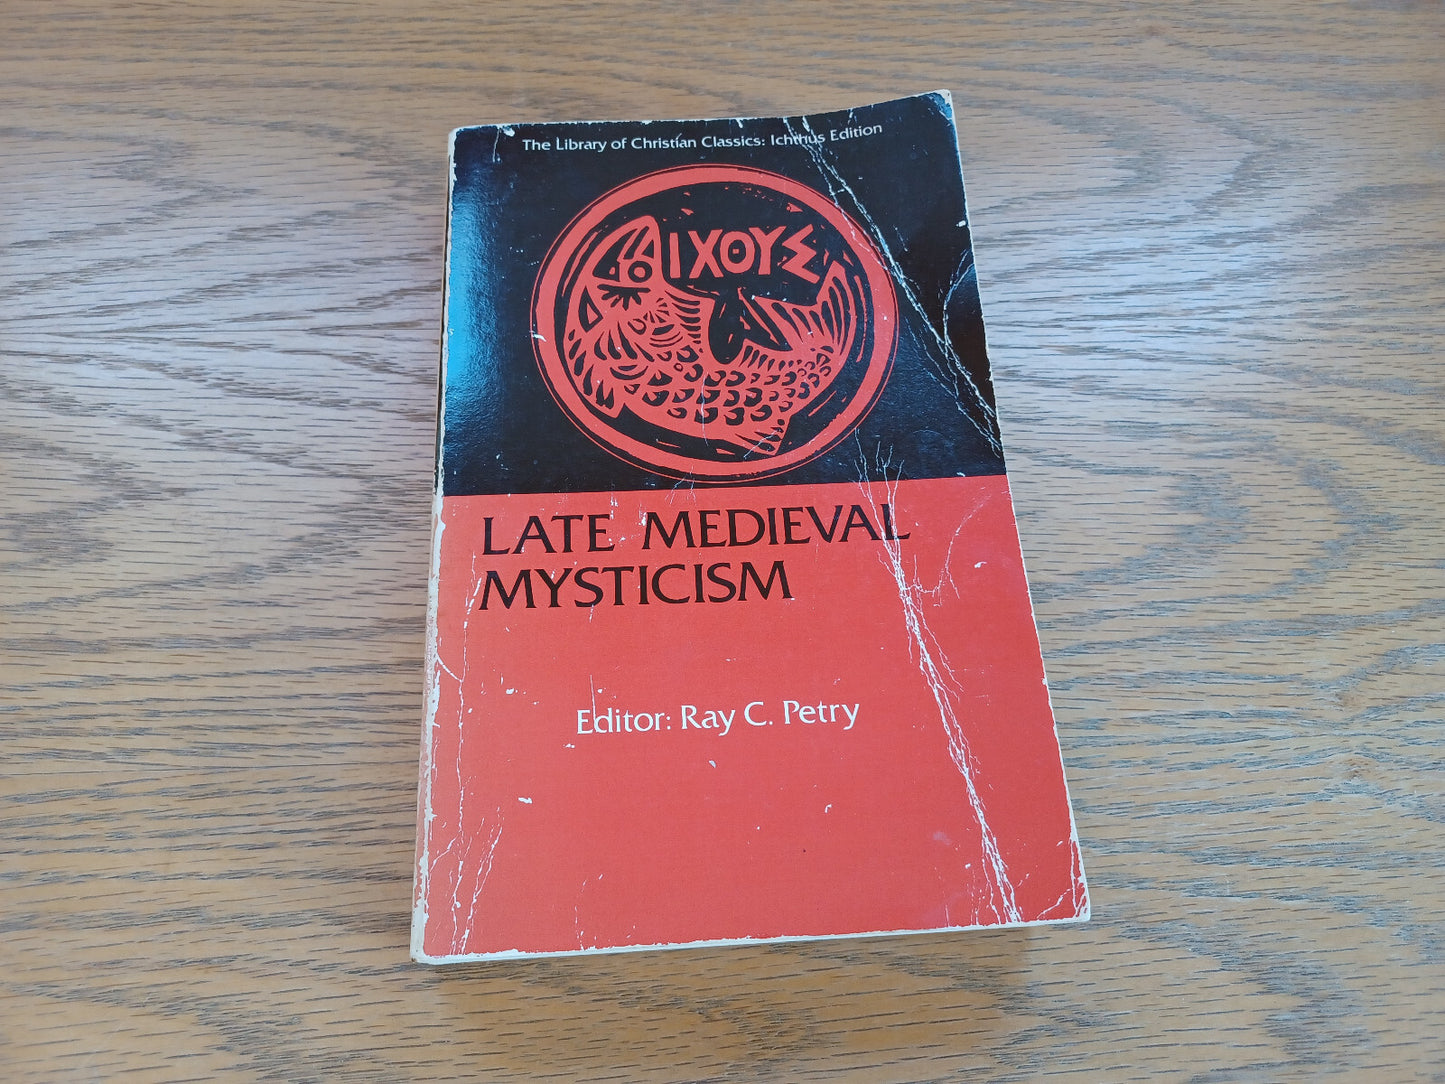 The Library of Christian Classics: Ichthus Edition
ΙΧΘΥΣ
LATE MEDIEVAL
MYSTICISM
Editor: Ray C. Petry